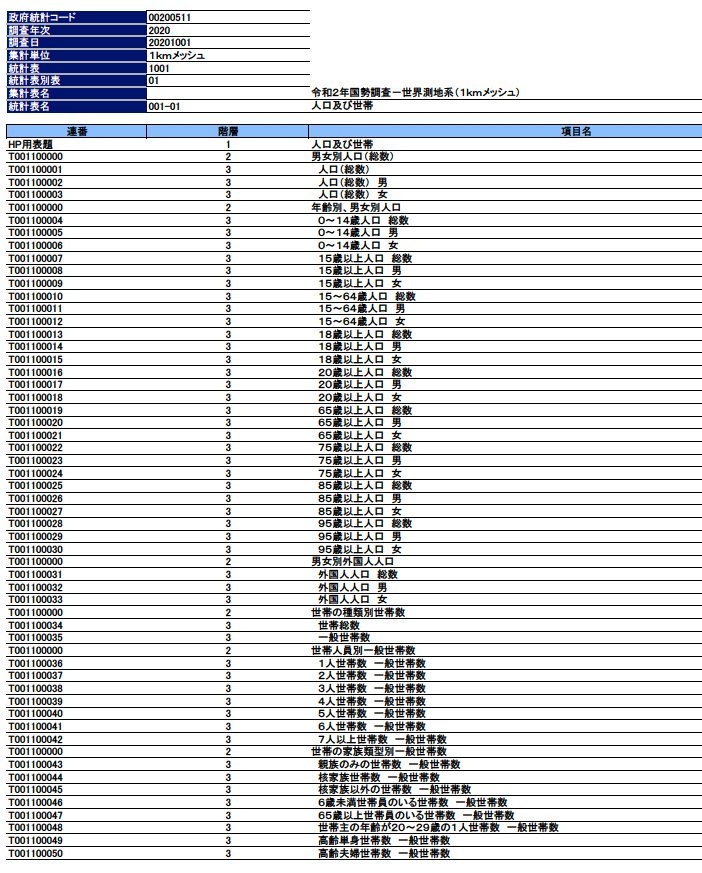 政府統計コード 00200511
調査年次 2020
調査日 20201001
集計単位 1kmメッシュ
統計表 1001
統計表別表 01
集計表名 令和2年国勢調査－世界測地系(1kmメッシュ)
統計表名 001-01 人口及び世帯
連番 階層 項目名
HP用表題 1 人口及び世帯
T001100000 2 男女別人口(総数)
T001100001 3 人口(総数)
T001100002 3 人口(総数) 男
T001100003 3 人口(総数) 女
T001100000 2 年齢別、男女別人口
T001100004 3 0～14歳人口 総数
T001100005 3 0～14歳人口 男
T001100006 3 0～14歳人口 女
T001100007 3 15歳以上人口 総数
T001100008 3 15歳以上人口 男
T001100009 3 15歳以上人口 女
T001100010 3 15～64歳人口 総数
T001100011 3 15～64歳人口 男
T001100012 3 15～64歳人口 女
T001100013 3 18歳以上人口 総数
T001100014 3 18歳以上人口 男
T001100015 3 18歳以上人口 女
T001100016 3 20歳以上人口 総数
T001100017 3 20歳以上人口 男
T001100018 3 20歳以上人口 女
T001100019 3 65歳以上人口 総数
T001100020 3 65歳以上人口 男
T001100021 3 65歳以上人口 女
T001100022 3 75歳以上人口 総数
T001100023 3 75歳以上人口 男
T001100024 3 75歳以上人口 女
T001100025 3 85歳以上人口 総数
T001100026 3 85歳以上人口 男
T001100027 3 85歳以上人口 女
T001100028 3 95歳以上人口 総数
T001100029 3 95歳以上人口 男
T001100030 3 95歳以上人口 女
T001100000 2 男女別外国人人口
T001100031 3 外国人人口 総数
T001100032 3 外国人人口 男
T001100033 3 外国人人口 女
T001100000 2 世帯の種類別世帯数
T001100034 3 世帯総数
T001100035 3 一般世帯数
T001100000 2 世帯人員別一般世帯数
T001100036 3 1人世帯数 一般世帯数
T001100037 3 2人世帯数 一般世帯数
T001100038 3 3人世帯数 一般世帯数
T001100039 3 4人世帯数 一般世帯数
T001100040 3 5人世帯数 一般世帯数
T001100041 3 6人世帯数 一般世帯数
T001100042 3 7人以上世帯数 一般世帯数
T001100000 2 世帯の家族類型別一般世帯数
T001100043 3 親族のみの世帯数 一般世帯数
T001100044 3 核家族世帯数 一般世帯数
T001100045 3 核家族以外の世帯数 一般世帯数
T001100046 3 6歳未満世帯員のいる世帯数 一般世帯数
T001100047 3 65歳以上世帯員のいる世帯数 一般世帯数
T001100048 3 世帯主の年齢が20～29歳の1人世帯数 一般世帯数
T001100049 3 高齢単身世帯数 一般世帯数
T001100050 3 高齢夫婦世帯数 一般世帯数